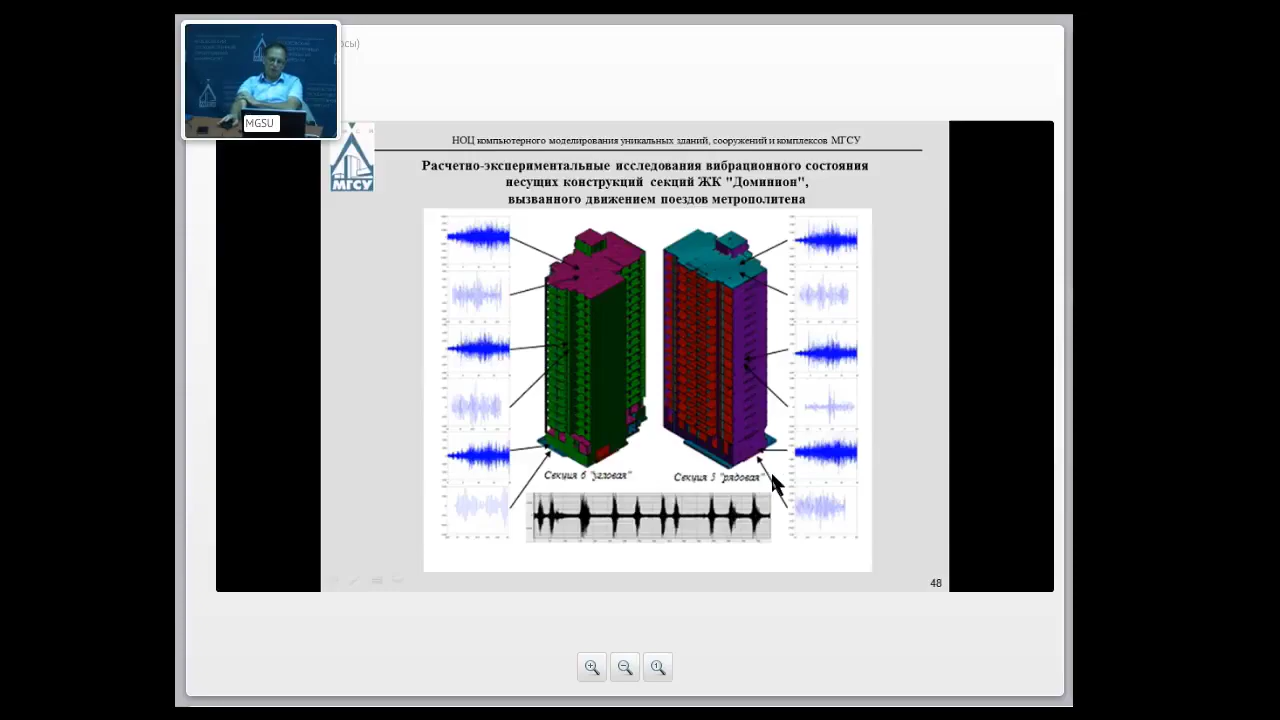 осы)
MGSU
МГСУ
НОЦ компьютерного моделирования уникальных зданий, сооружений и комплексов МГСУ
Расчетно-экспериментальные исследования вибрационного состояния
несущих конструкций секций ЖК "Доминион",
вызванного движением поездов метрополитена
Секция 6 "угловая"
Секция 5 "рядовая"
48